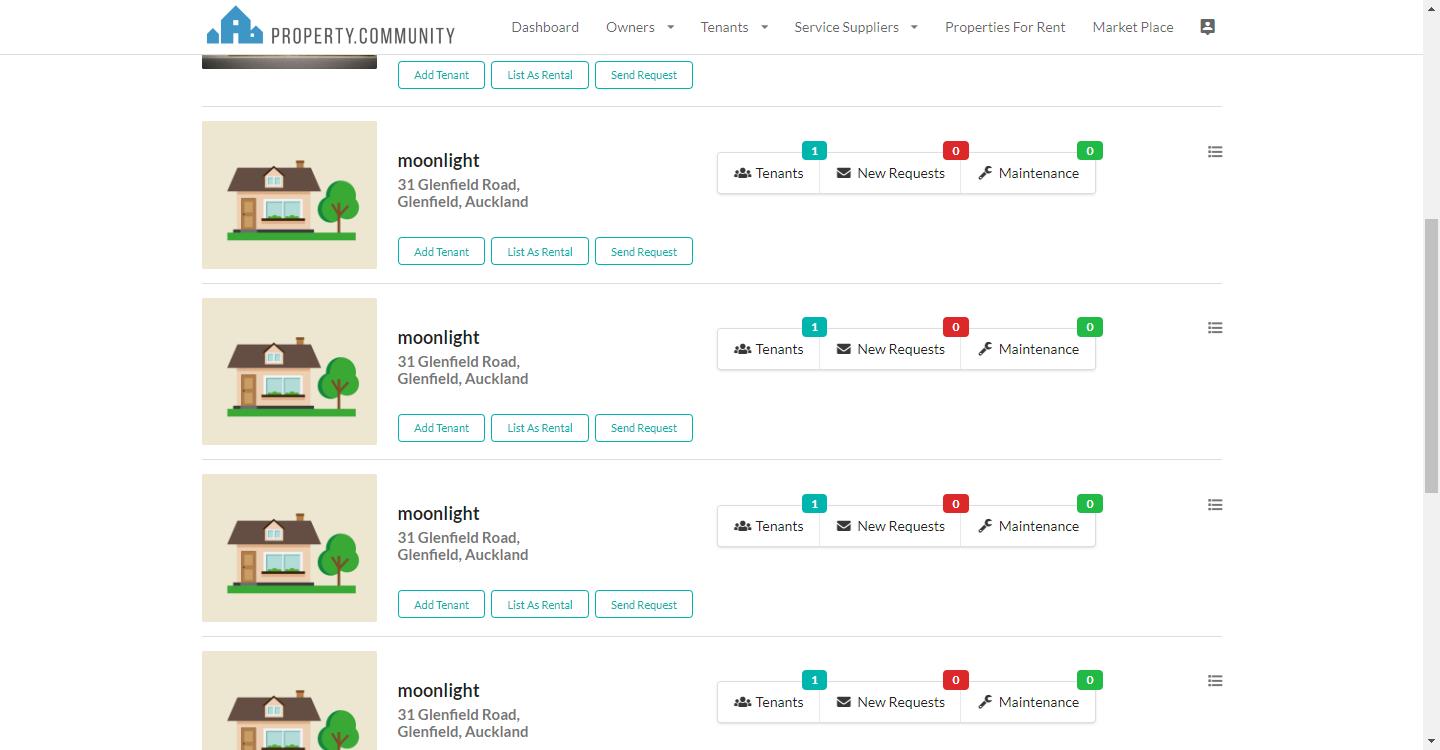 PROPERTY.COMMUNITY
Dashboard Owners Tenants Service Suppliers Properties For Rent Market Place
Add Tenant List As Rental Send Request
moonlight
31 Glenfield Road,
Glenfield, Auckland
1 0 0
Tenants New Requests Maintenance
Add Tenant List As Rental Send Request
moonlight
31 Glenfield Road,
Glenfield, Auckland
1 0 0
Tenants New Requests Maintenance
Add Tenant List As Rental Send Request
moonlight
31 Glenfield Road,
Glenfield, Auckland
1 0 0
Tenants New Requests Maintenance
Add Tenant List As Rental Send Request
moonlight
31 Glenfield Road,
Glenfield, Auckland
1 0 0
Tenants New Requests Maintenance